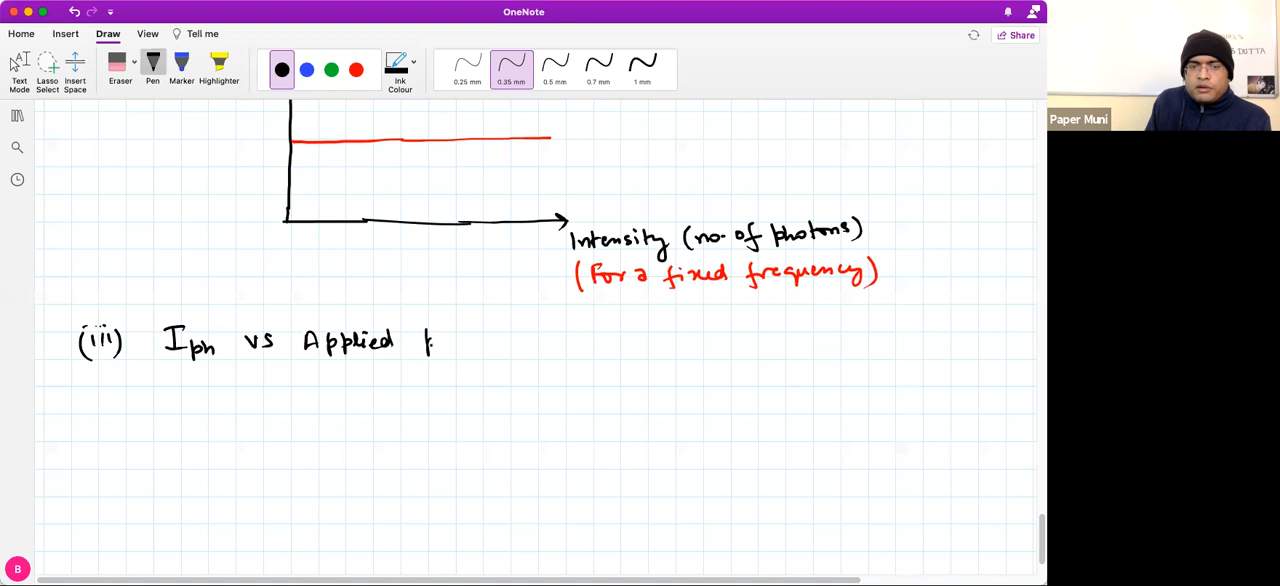 OneNote
Home Insert Draw View Tell me
Share
Text Mode
Lasso Select
Insert Space
Eraser
Pen
Marker
Highlighter
Ink Colour
0.25 mm
0.35 mm
0.5 mm
0.7 mm
1 mm
DUTTA
Paper Muni
Intensity (no. of photons)
(For a fixed frequency)
(iii) Iph vs Applied
B